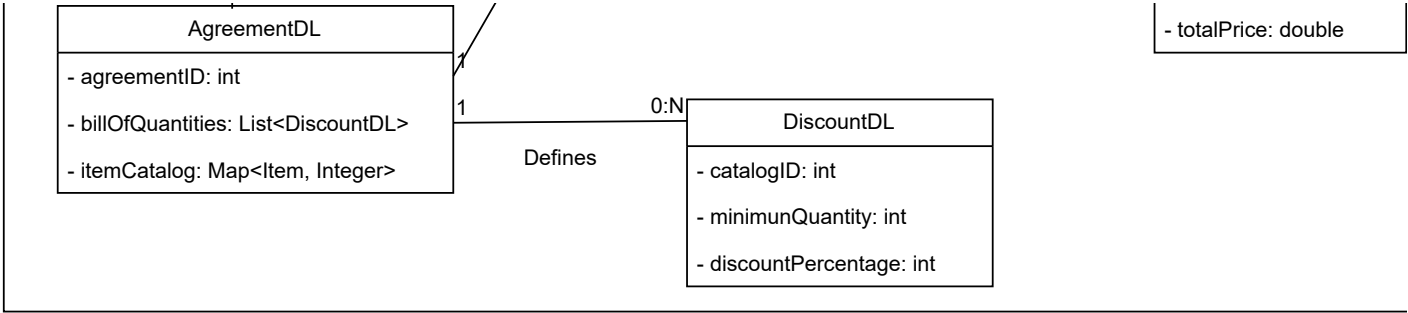 AgreementDL
- totalPrice: double
1
- agreementID: int
1
0:N
- billOfQuantities: List<DiscountDL>
DiscountDL
Defines
- itemCatalog: Map<Item, Integer>
- catalogID: int
- minimunQuantity: int
- discountPercentage: int